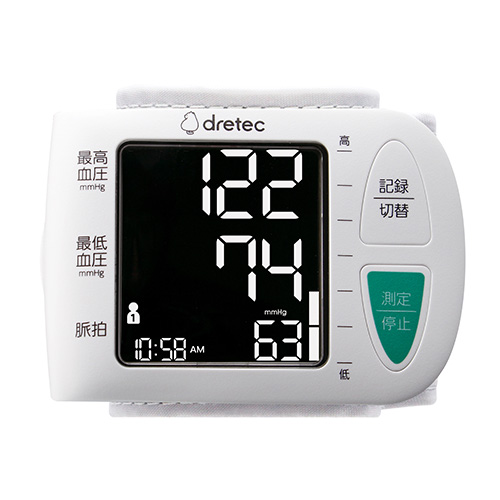 dretec
最高
血圧
mmHg
122
最低
血圧
mmHg
74
mmHg
脈拍
63
1
10:58 AM
高
低
記録
切替
測定
停止